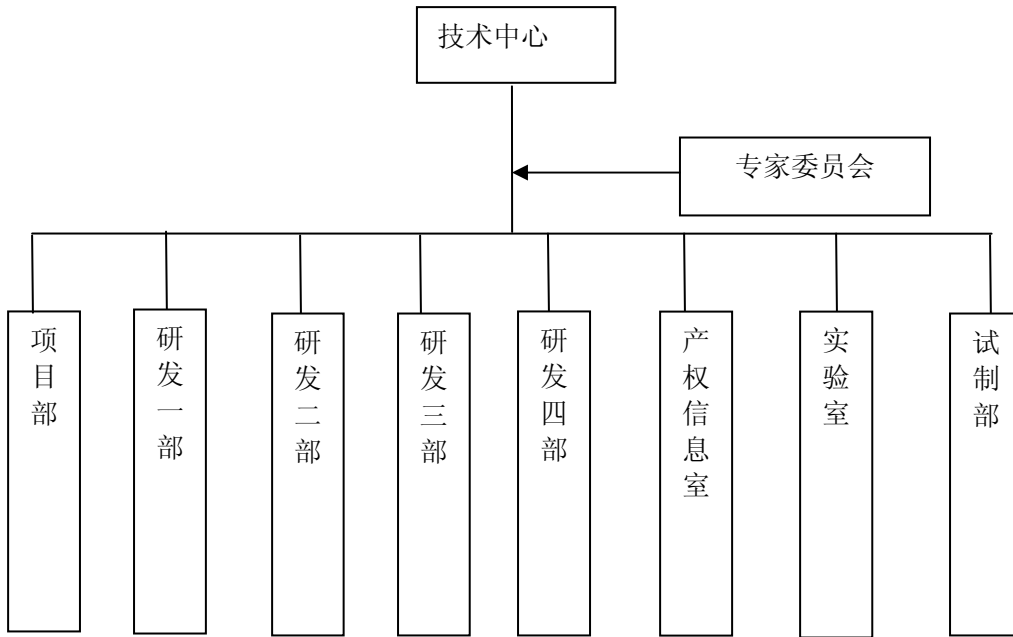 技术中心
专家委员会
项目部
研发一部
研发二部
研发三部
研发四部
产权信息室
实验室
试制部